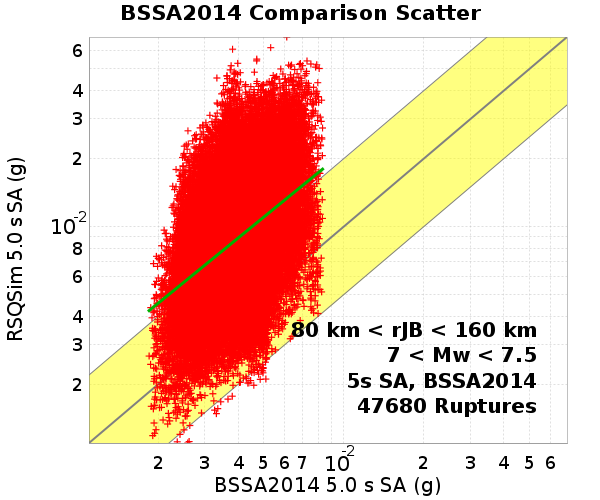 BSSA2014 Comparison Scatter
6
4
3
2
10-2
8
6
4
3
2
RSQSim 5.0 s SA (g)
80 km < rJB < 160 km
7 < Mw < 7.5
5s SA, BSSA2014
47680 Ruptures
2 3 4 5 6 7 10-2 2 3 4 5 6
BSSA2014 5.0 s SA (g)